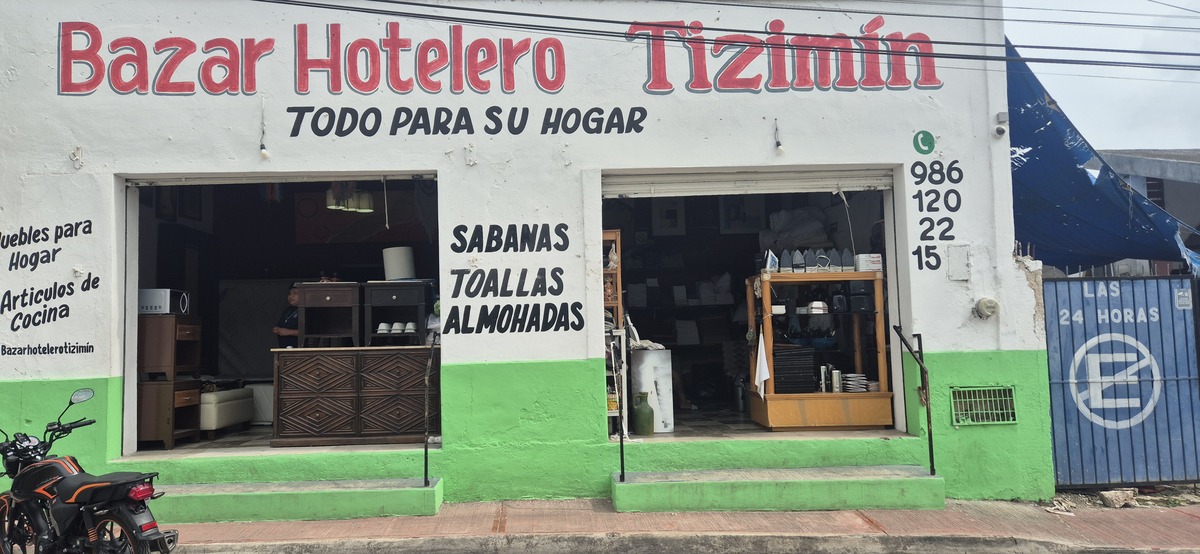 Bazar Hotelero Tizimín
TODO PARA SU HOGAR
uebles para
Hogar
Articulos de
Cocina
Bazarhotelerotizimín
SABANAS
TOALLAS
ALMOHADAS
986
120
22
15
LAS
24 HORAS
E